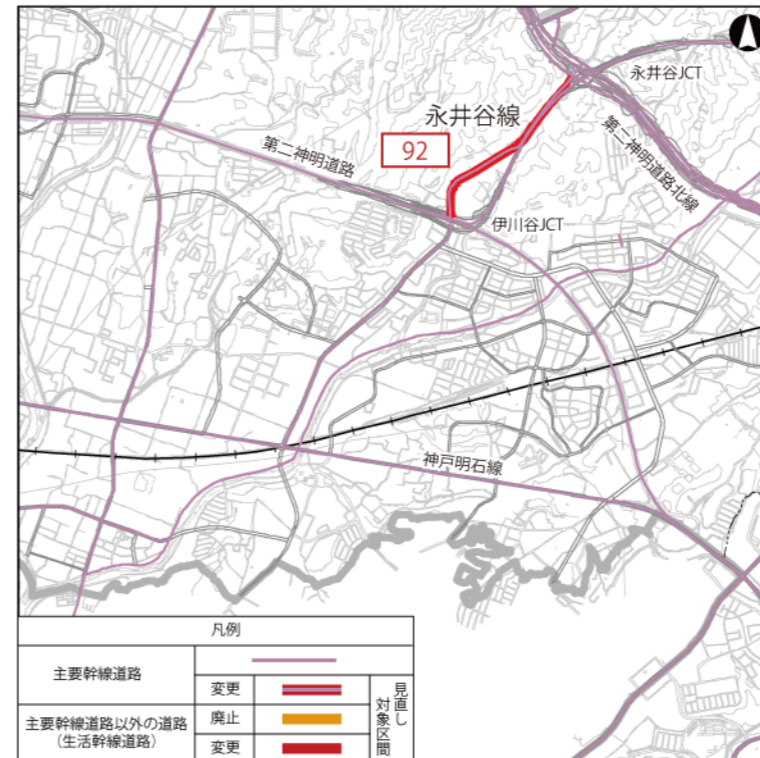 永井谷JCT
永井谷線
92
第二神明道路
第二神明道路北線
伊川谷JCT
神戸明石線
凡例
主要幹線道路
変更
見直し
対象区間
主要幹線道路以外の道路
(生活幹線道路)
廃止
変更